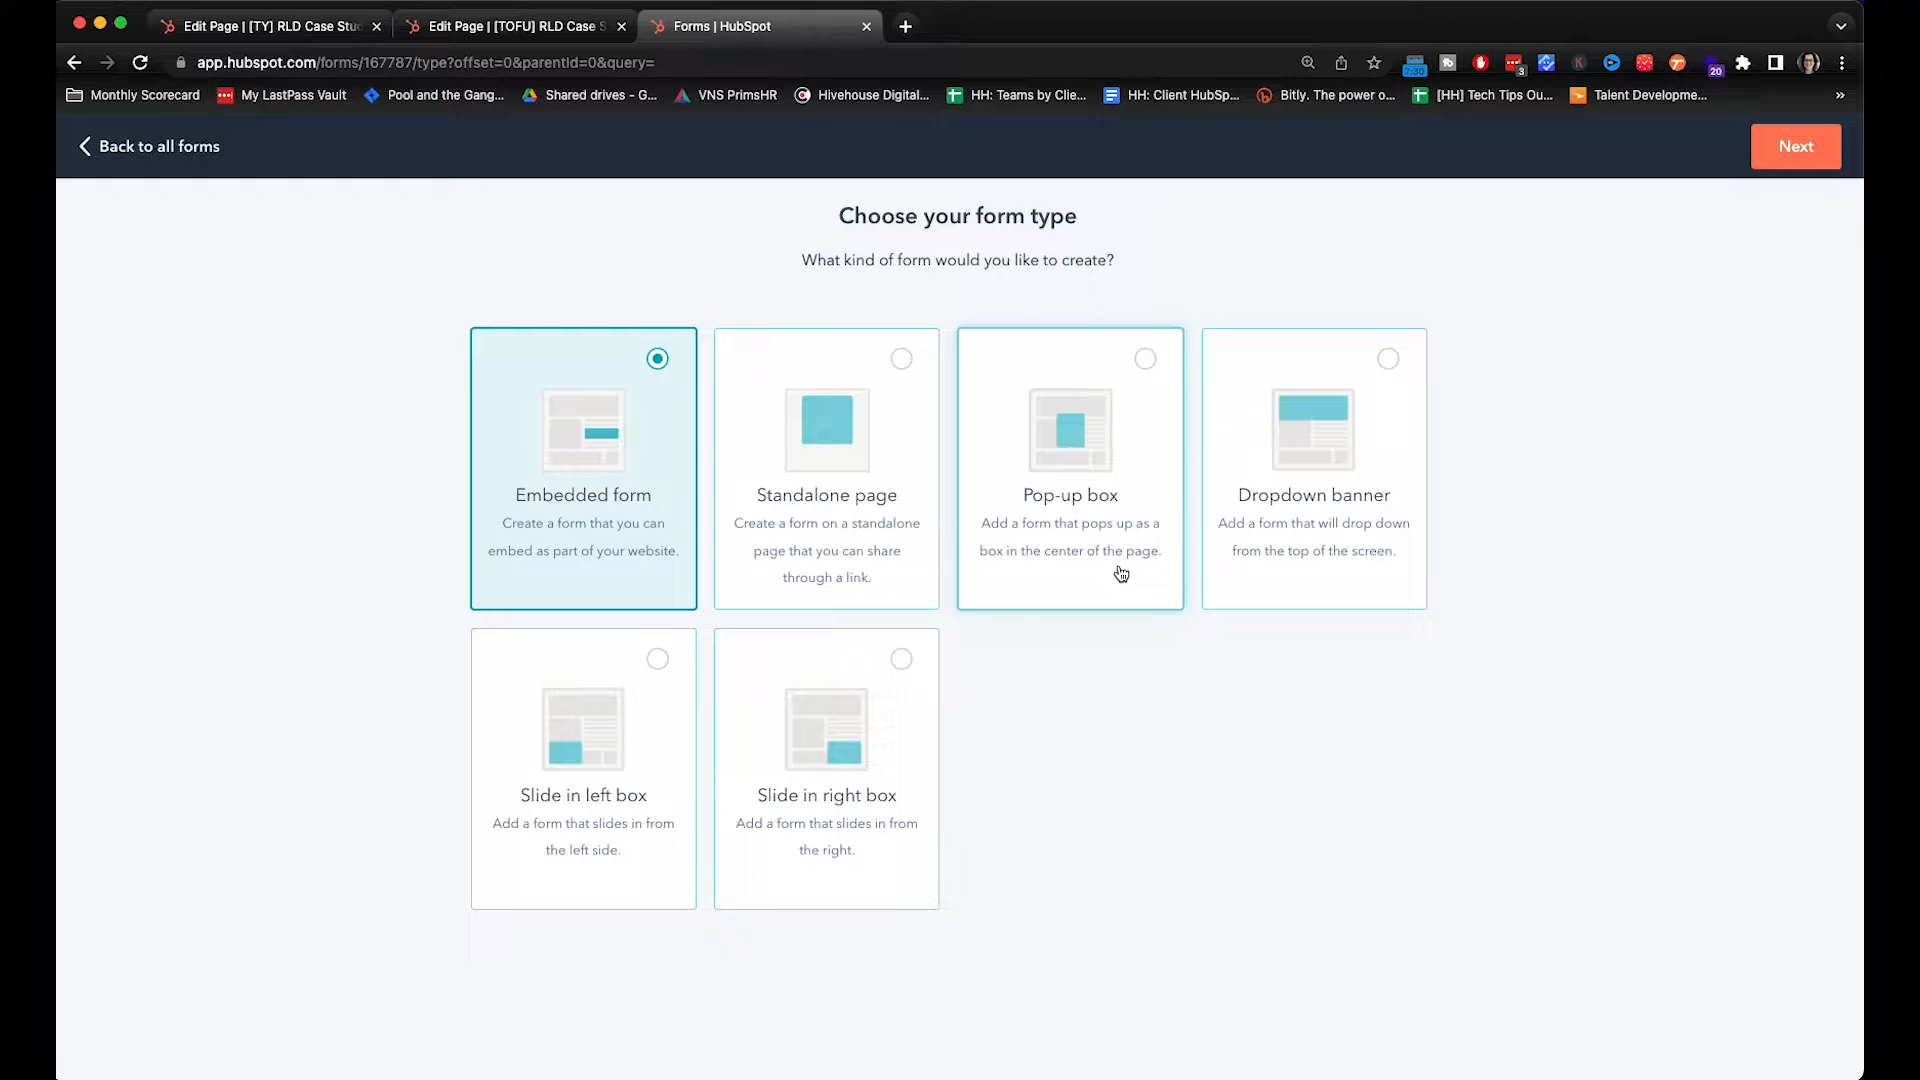 Edit Page | [TY] RLD Case Stud
Edit Page | [TOFU] RLD Case S
Forms | HubSpot
app.hubspot.com/forms/167787/type?offset=0&parentId=0&query=
7:30
3
20
Monthly Scorecard
My LastPass Vault
Pool and the Gang...
Shared drives - G...
VNS PrimsHR
Hivehouse Digital...
HH: Teams by Clie...
HH: Client HubSp...
Bitly. The power o...
[HH] Tech Tips Ou...
Talent Developme...
»
Back to all forms
Next
Choose your form type
What kind of form would you like to create?
Embedded form
Create a form that you can
embed as part of your website.
Standalone page
Create a form on a standalone
page that you can share
through a link.
Pop-up box
Add a form that pops up as a
box in the center of the page.
Dropdown banner
Add a form that will drop down
from the top of the screen.
Slide in left box
Add a form that slides in from
the left side.
Slide in right box
Add a form that slides in from
the right.